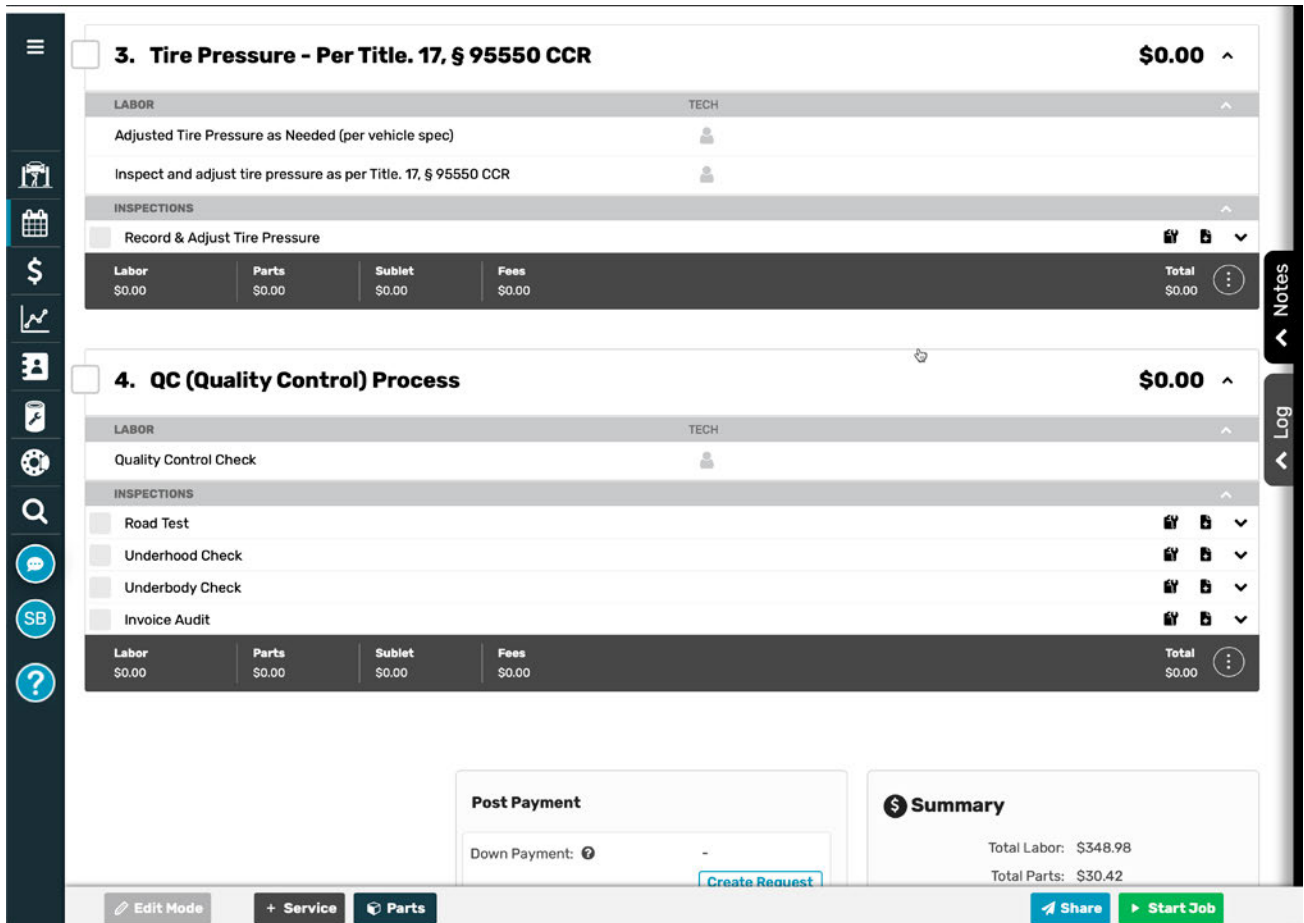 3. Tire Pressure - Per Title. 17, § 95550 CCR $0.00
LABOR TECH
Adjusted Tire Pressure as Needed (per vehicle spec)
Inspect and adjust tire pressure as per Title. 17, § 95550 CCR
INSPECTIONS
Record & Adjust Tire Pressure
Labor Parts Sublet Fees Total
$0.00 $0.00 $0.00 $0.00 $0.00
Notes
4. QC (Quality Control) Process $0.00
LABOR TECH
Log
Quality Control Check
INSPECTIONS
Road Test
Underhood Check
Underbody Check
SB
Invoice Audit
Labor Parts Sublet Fees Total
$0.00 $0.00 $0.00 $0.00 $0.00
Post Payment
Down Payment: -
Create Request
Summary
Total Labor: $348.98
Total Parts: $30.42
Edit Mode + Service Parts Share Start Job